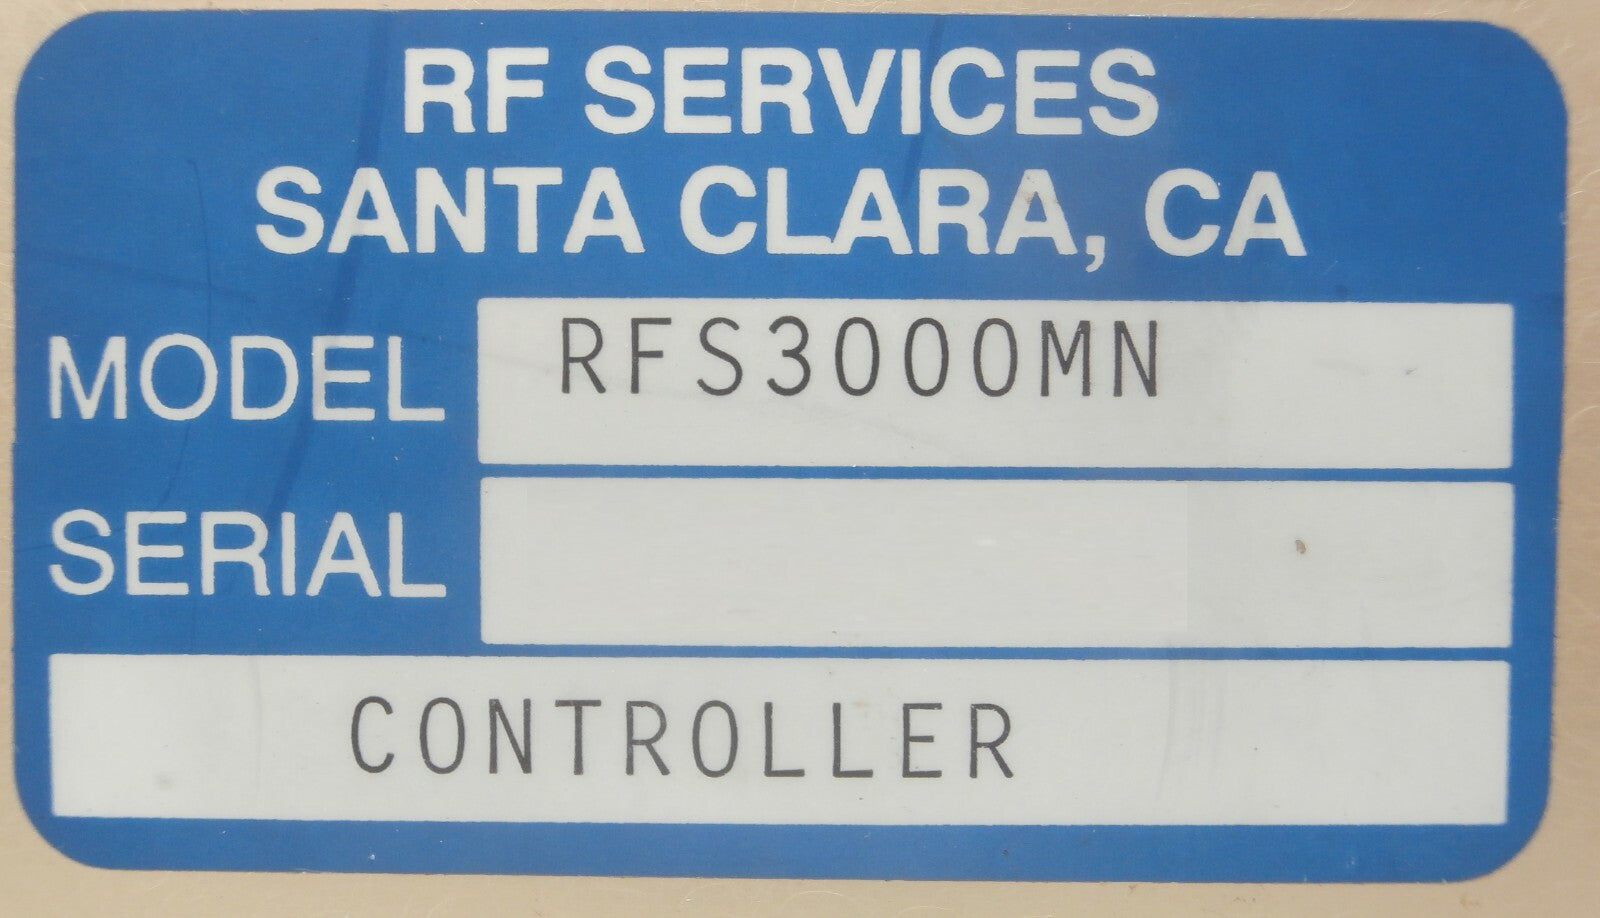 RF SERVICES
SANTA CLARA, CA
MODEL RFS3000MN
SERIAL
CONTROLLER